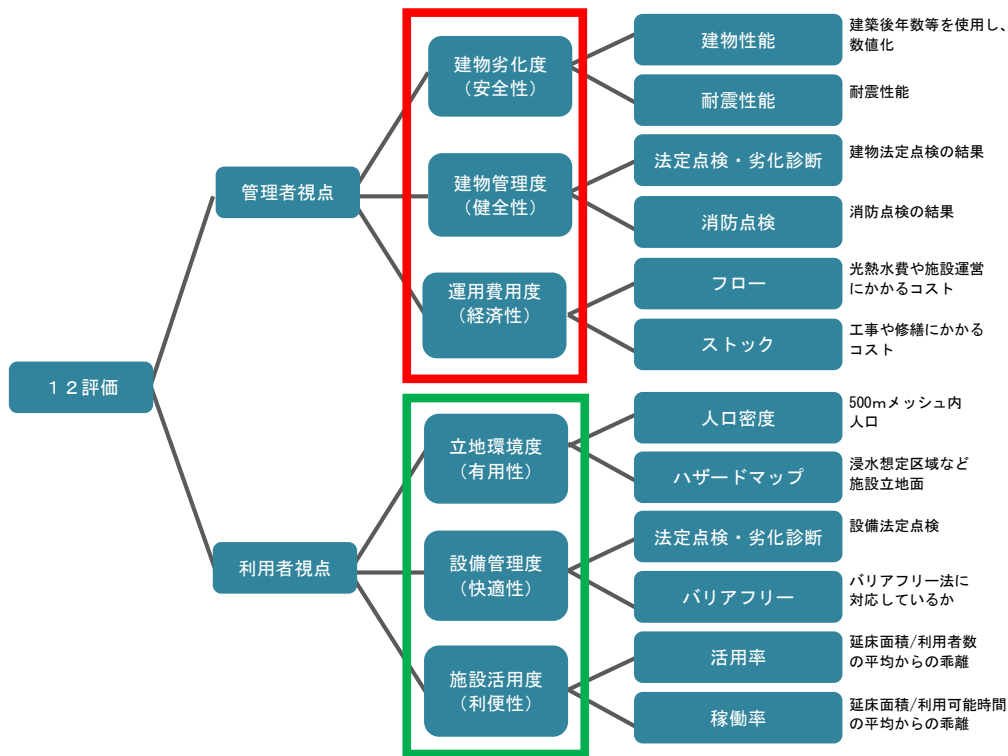 １２評価
管理者視点
建物劣化度
（安全性）
建物性能
建築後年数等を使用し、
数値化
耐震性能
耐震性能
建物管理度
（健全性）
法定点検・劣化診断
建物法定点検の結果
消防点検
消防点検の結果
運用費用度
（経済性）
フロー
光熱水費や施設運営
にかかるコスト
ストック
工事や修繕にかかる
コスト
利用者視点
立地環境度
（有用性）
人口密度
500mメッシュ内
人口
ハザードマップ
浸水想定区域など
施設立地面
設備管理度
（快適性）
法定点検・劣化診断
設備法定点検
バリアフリー
バリアフリー法に
対応しているか
施設活用度
（利便性）
活用率
延床面積/利用者数
の平均からの乖離
稼働率
延床面積/利用可能時間
の平均からの乖離